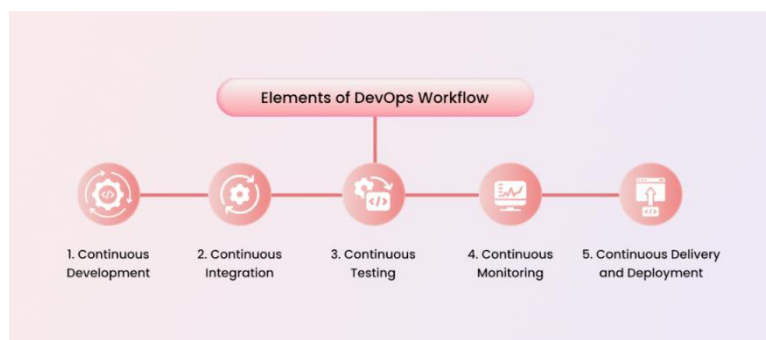 Elements of DevOps Workflow
1. Continuous
Development
2. Continuous
Integration
3. Continuous
Testing
4. Continuous
Monitoring
5. Continuous Delivery
and Deployment